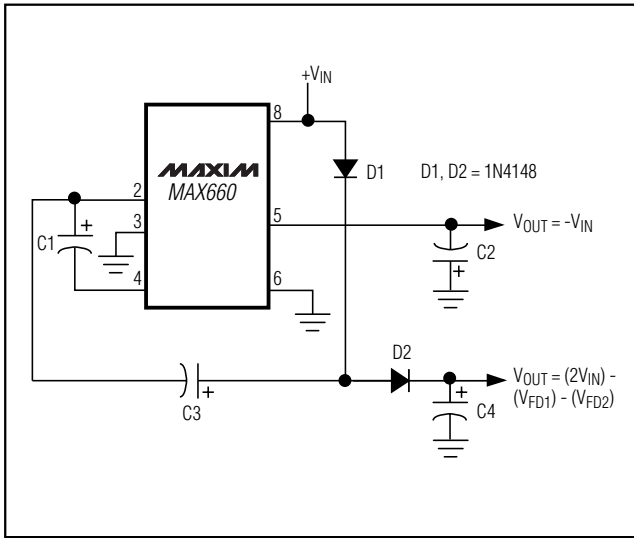 +VIN
8
MAXIM
MAX660
D1
D1, D2 = 1N4148
2
3
4
5
6
+
C1
VOUT = -VIN
C2
+
D2
C3
+
+
C4
VOUT = (2VIN) -
(VFD1) - (VFD2)